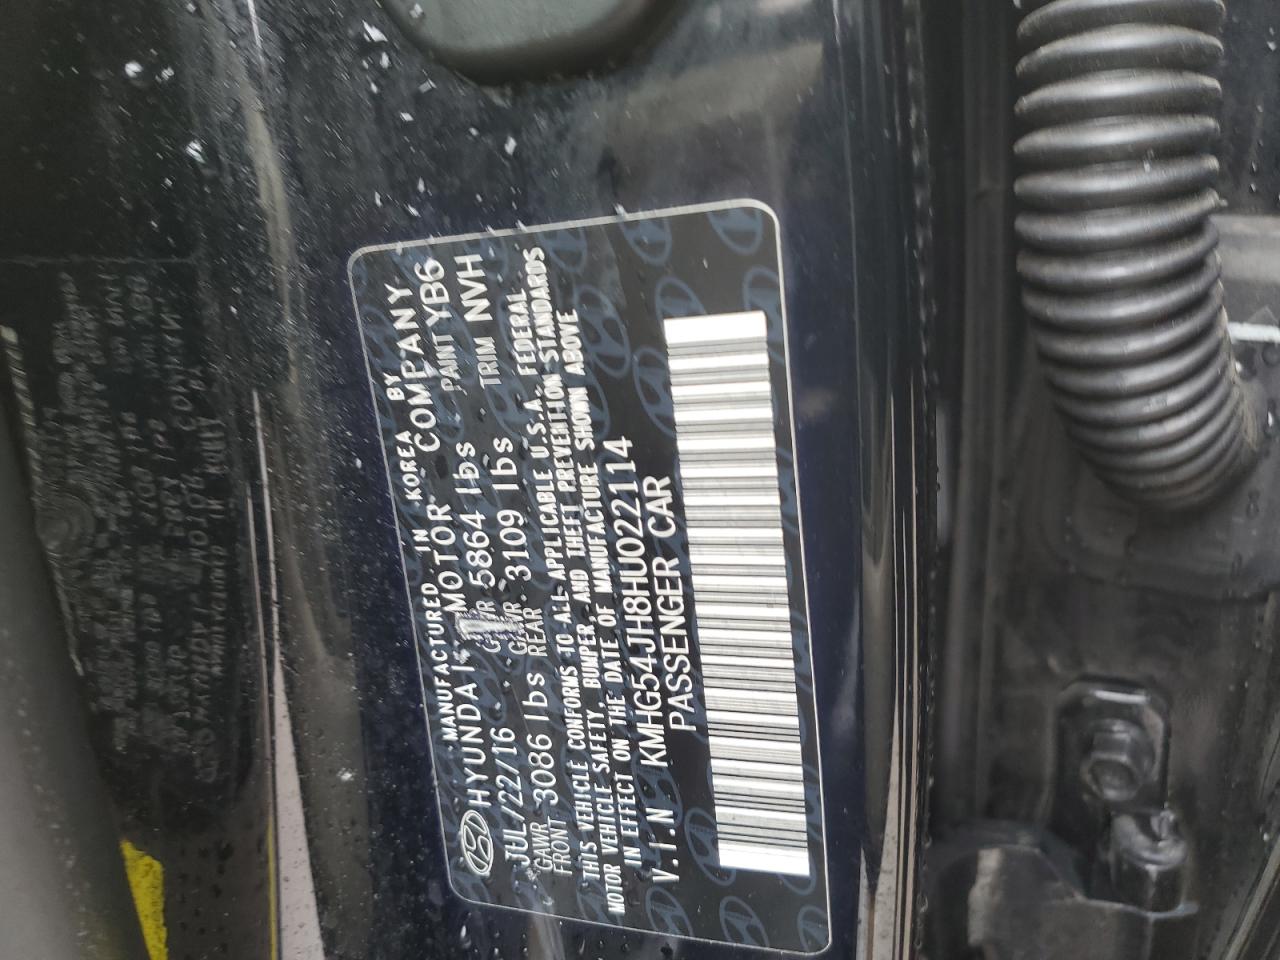 MANUFACTURED IN KOREA BY
HYUNDAI MOTOR COMPANY
JUL/22/16 GVWR 5864 lbs PAINT YB6
GAWR FRONT 3086 lbs GAWR REAR 3109 lbs TRIM NVH
THIS VEHICLE CONFORMS TO ALL APPLICABLE U.S.A. FEDERAL
MOTOR VEHICLE SAFETY, BUMPER, AND THEFT PREVENTION STANDARDS
IN EFFECT ON THE DATE OF MANUFACTURE SHOWN ABOVE
V.I.N KMHG54JH8HU022114
PASSENGER CAR